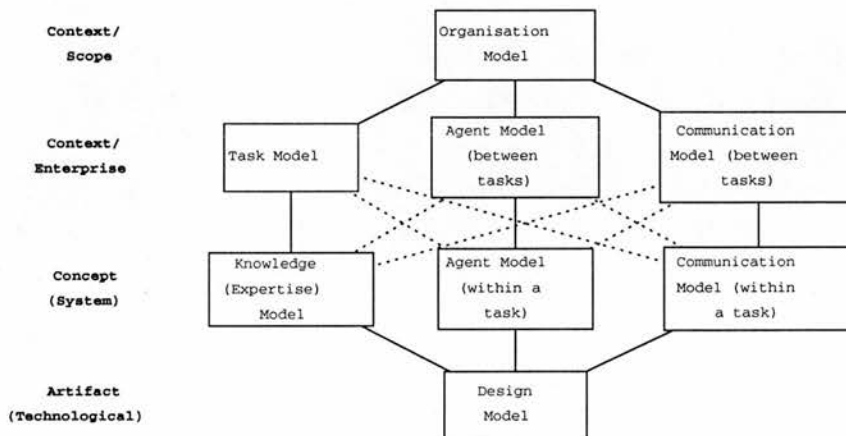 Context/
Scope
Organisation
Model
Context/
Enterprise
Task Model
Agent Model
(between
tasks)
Communication
Model (between
tasks)
Concept
(System)
Knowledge
(Expertise)
Model
Agent Model
(within a
task)
Communication
Model (within
a task)
Artifact
(Technological)
Design
Model